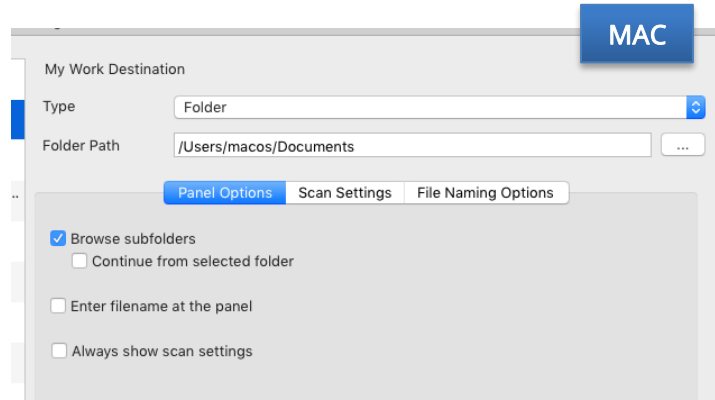 MAC
My Work Destination
Type
Folder
Folder Path
/Users/macos/Documents
...
..
Panel Options
Scan Settings
File Naming Options
Browse subfolders
Continue from selected folder
Enter filename at the panel
Always show scan settings